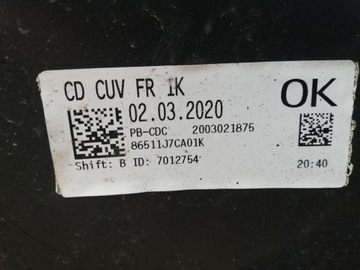 CD CUV FR 1K
OK
02.03.2020
PB-CDC 2003021875
86511J7CA01K
Shift: B ID: 7012754
20:40